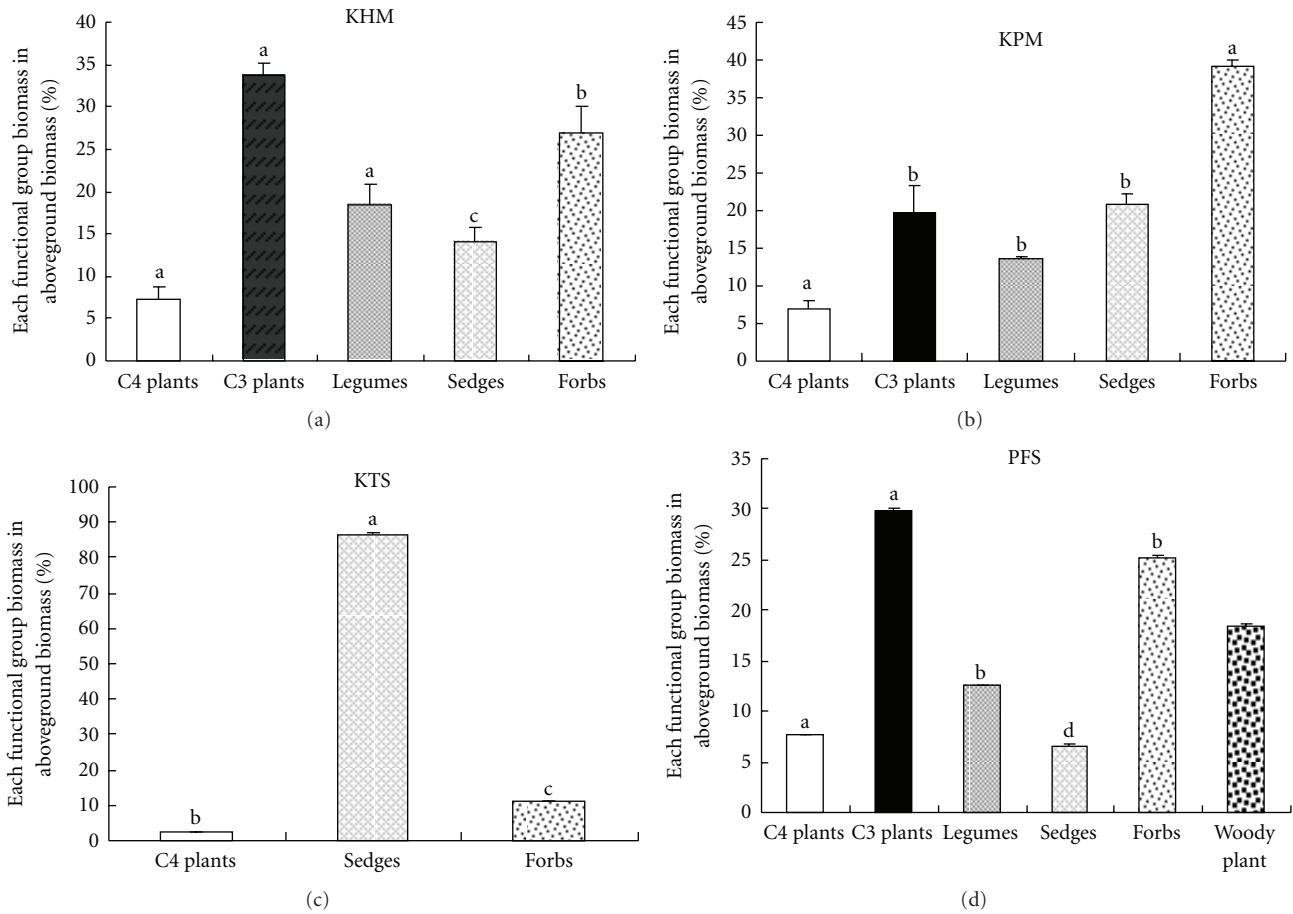 KHM
Each functional group biomass in
aboveground biomass (%)
40
35
30
25
20
15
10
5
0
a
a
a
c
b
C4 plants C3 plants Legumes Sedges Forbs
(a)
KPM
Each functional group biomass in
aboveground biomass (%)
45
40
35
30
25
20
15
10
5
0
a
b
b
b
a
C4 plants C3 plants Legumes Sedges Forbs
(b)
KTS
Each functional group biomass in
aboveground biomass (%)
100
90
80
70
60
50
40
30
20
10
0
b
a
c
C4 plants Sedges Forbs
(c)
PFS
Each functional group biomass in
aboveground biomass (%)
35
30
25
20
15
10
5
0
a
a
b
d
b
C4 plants C3 plants Legumes Sedges Forbs Woody
plant
(d)